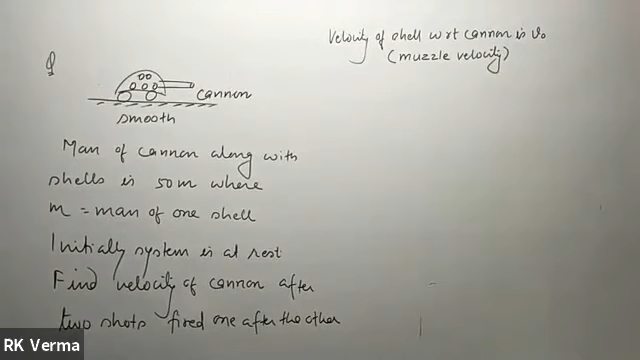 Velocity of shell wrt cannon is v₀
(muzzle velocity)
Q
cannon
smooth
Mass of cannon along with
shells is 50m where
m = mass of one shell
Initially system is at rest
Find velocity of cannon after
two shots fired one after the other
RK Verma